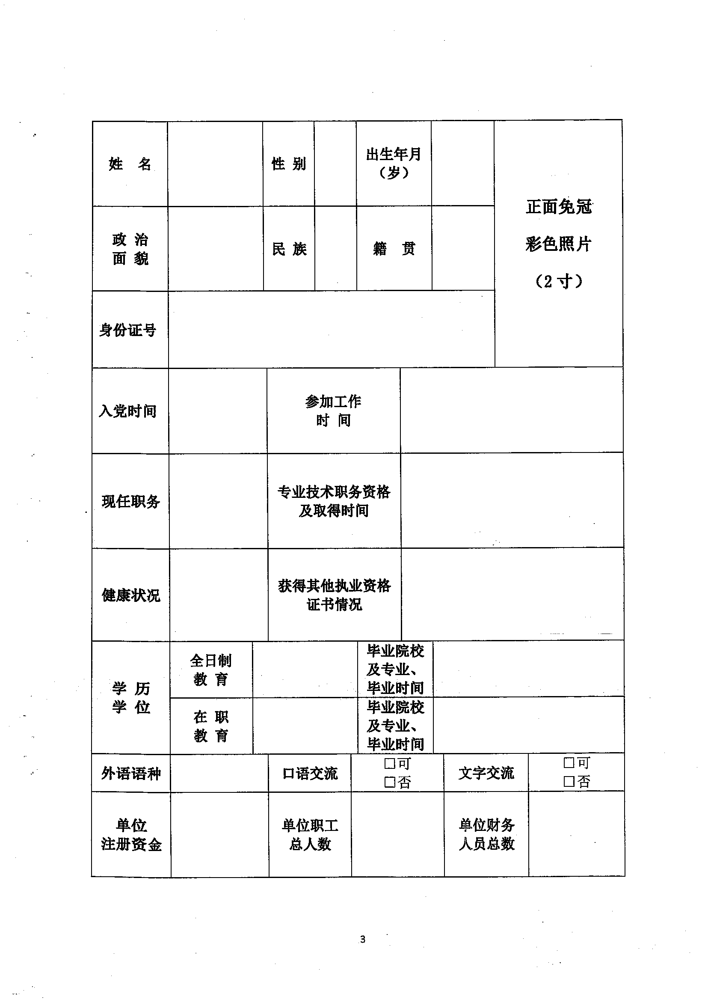 姓 名
性 别
出生年月
（岁）
正面免冠
彩色照片
（2寸）
政 治
面 貌
民 族
籍 贯
身份证号
入党时间
参加工作
时 间
现任职务
专业技术职务资格
及取得时间
健康状况
获得其他执业资格
证书情况
学 历
学 位
全日制
教 育
毕业院校
及专业、
毕业时间
在 职
教 育
毕业院校
及专业、
毕业时间
外语语种
口语交流
□可
□否
文字交流
□可
□否
单位
注册资金
单位职工
总人数
单位财务
人员总数
3